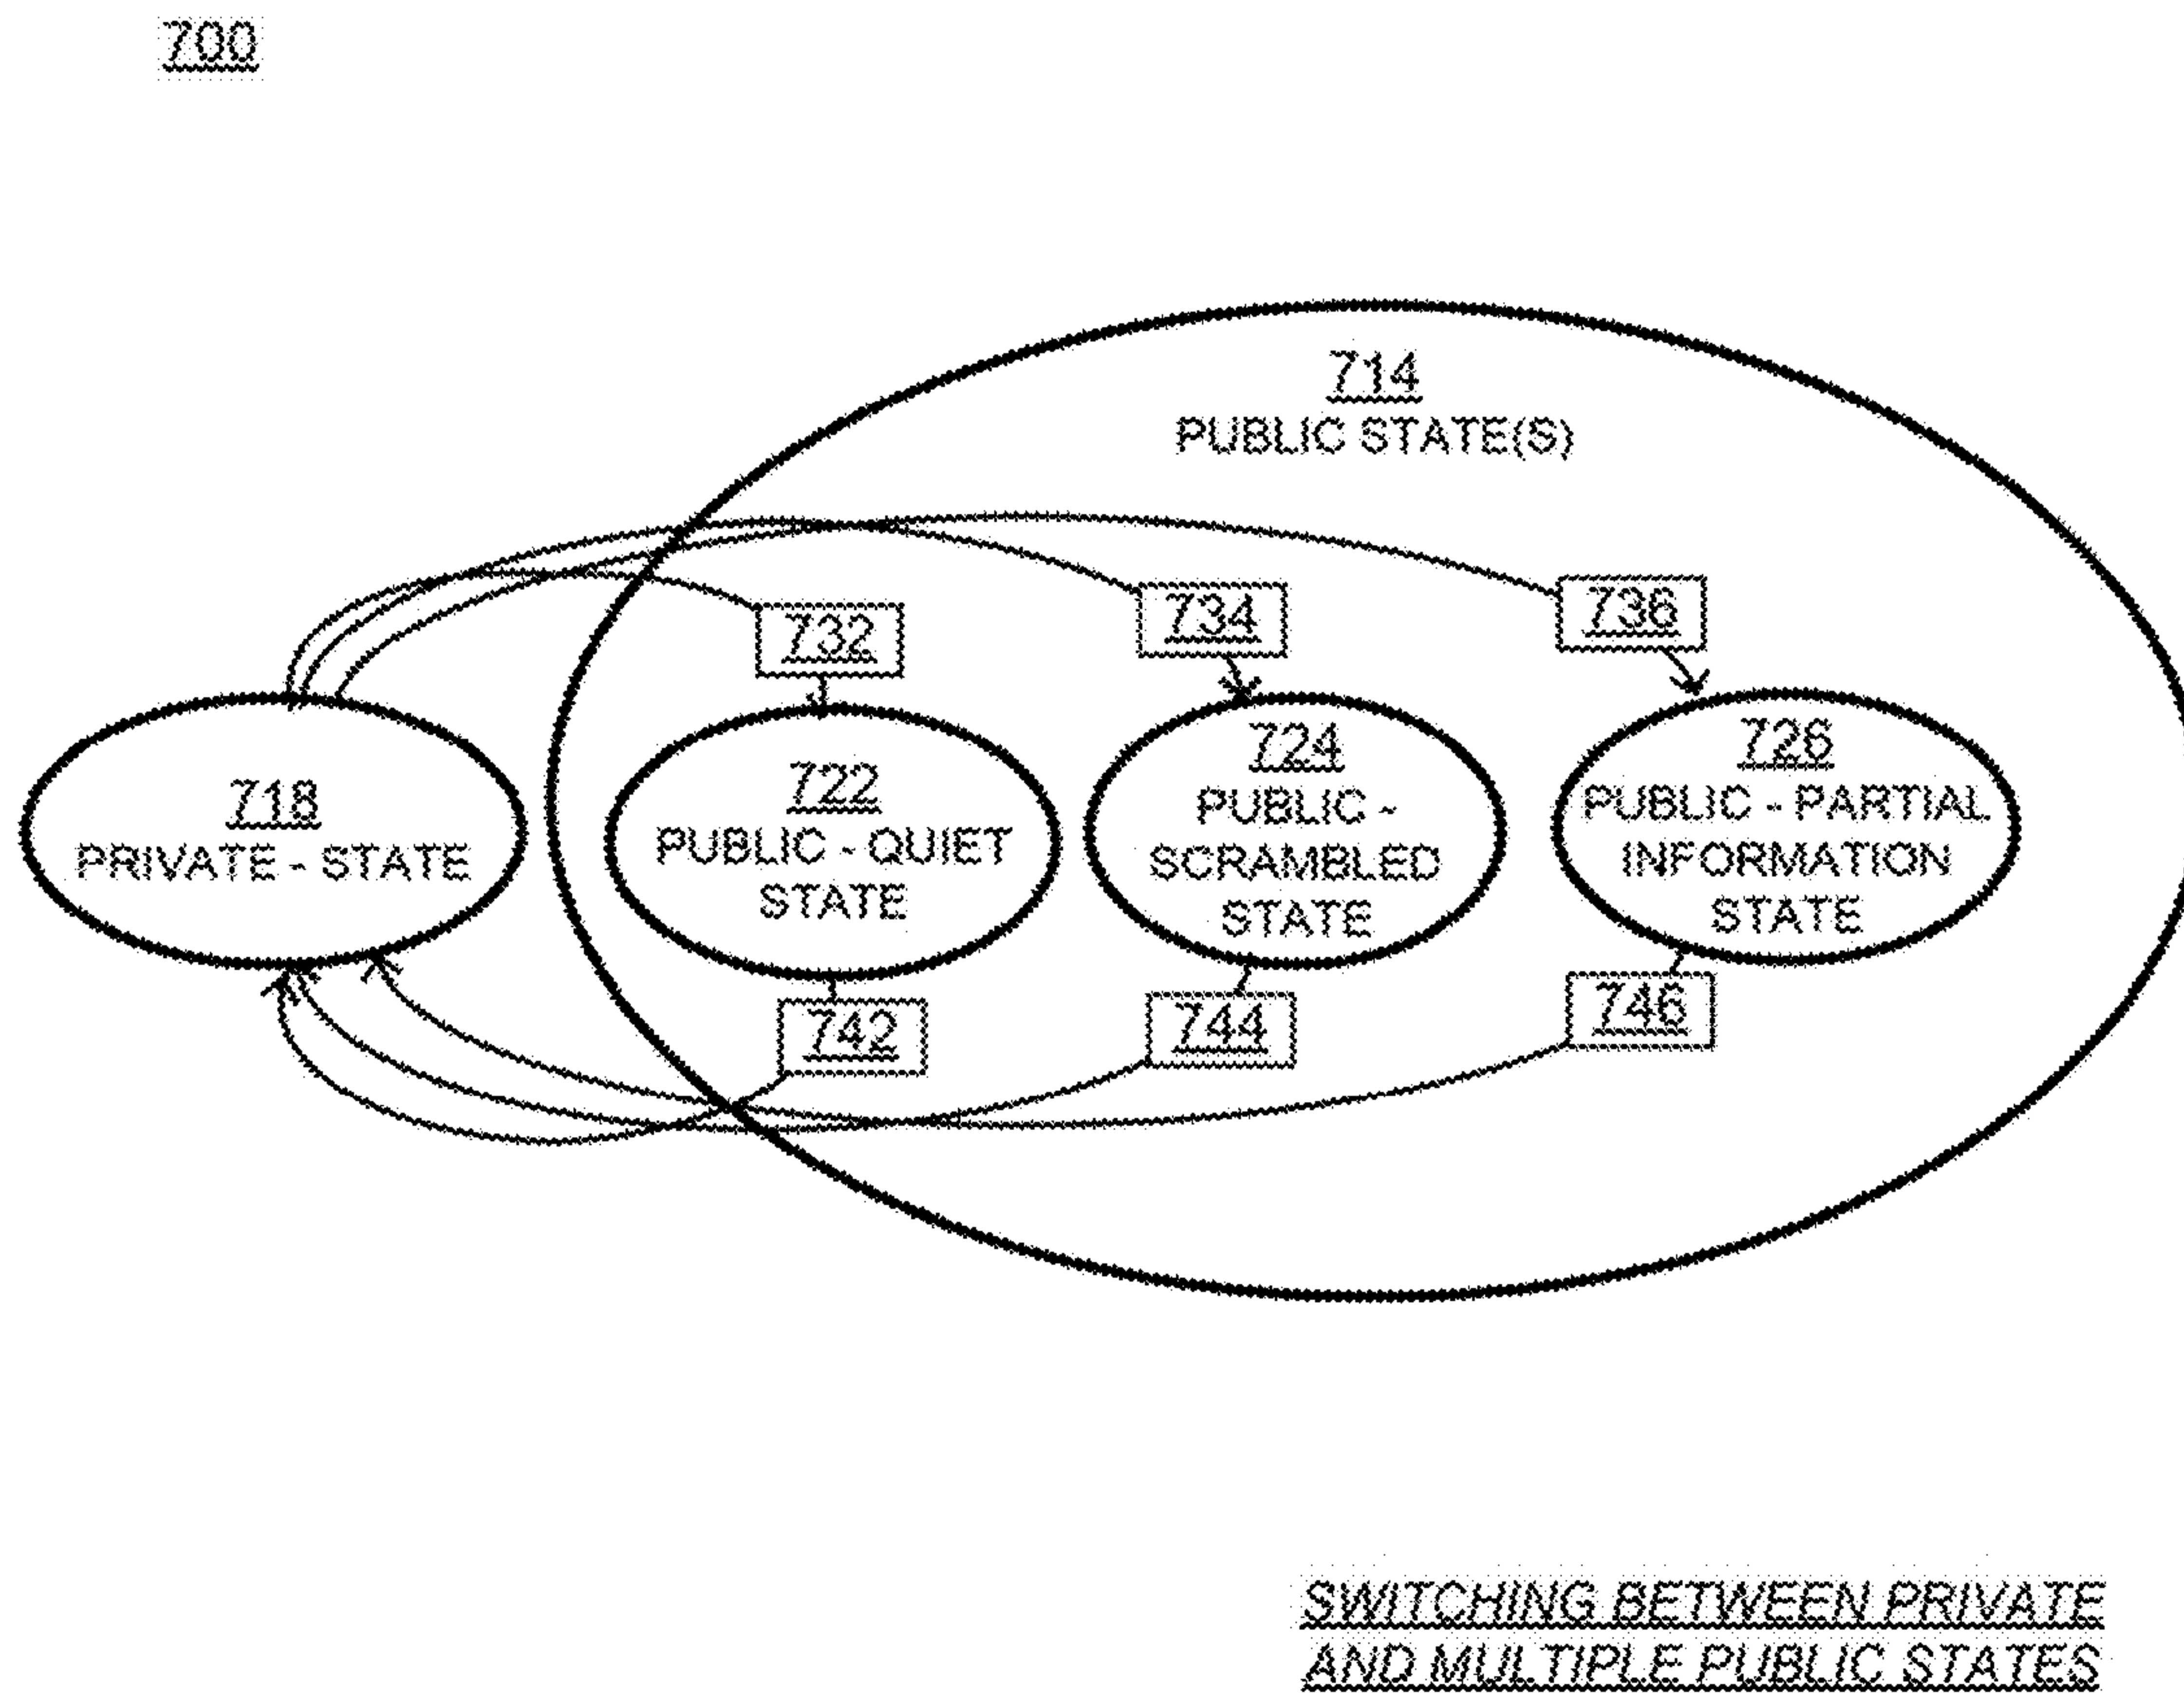 700
714
PUBLIC STATE(S)
732
734
736
718
PRIVATE - STATE
722
PUBLIC - QUIET
STATE
724
PUBLIC -
SCRAMBLED
STATE
726
PUBLIC - PARTIAL
INFORMATION
STATE
742
744
746
SWITCHING BETWEEN PRIVATE
AND MULTIPLE PUBLIC STATES